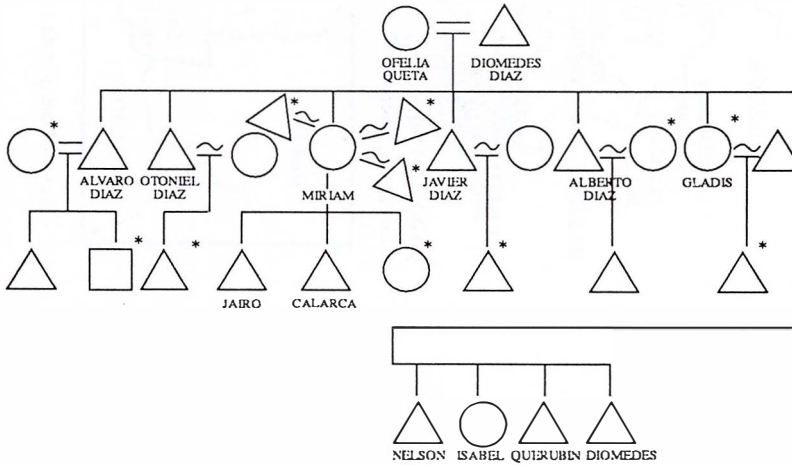 OFELIA
QUETA
DIOMEDES
DIAZ
ALVARO
DIAZ
OTONIEL
DIAZ
MIRIAM
JAVIER
DIAZ
ALBERTO
DIAZ
GLADIS
JAIRO
CALARCA
NELSON
ISABEL
QUERUBIN
DIOMEDES